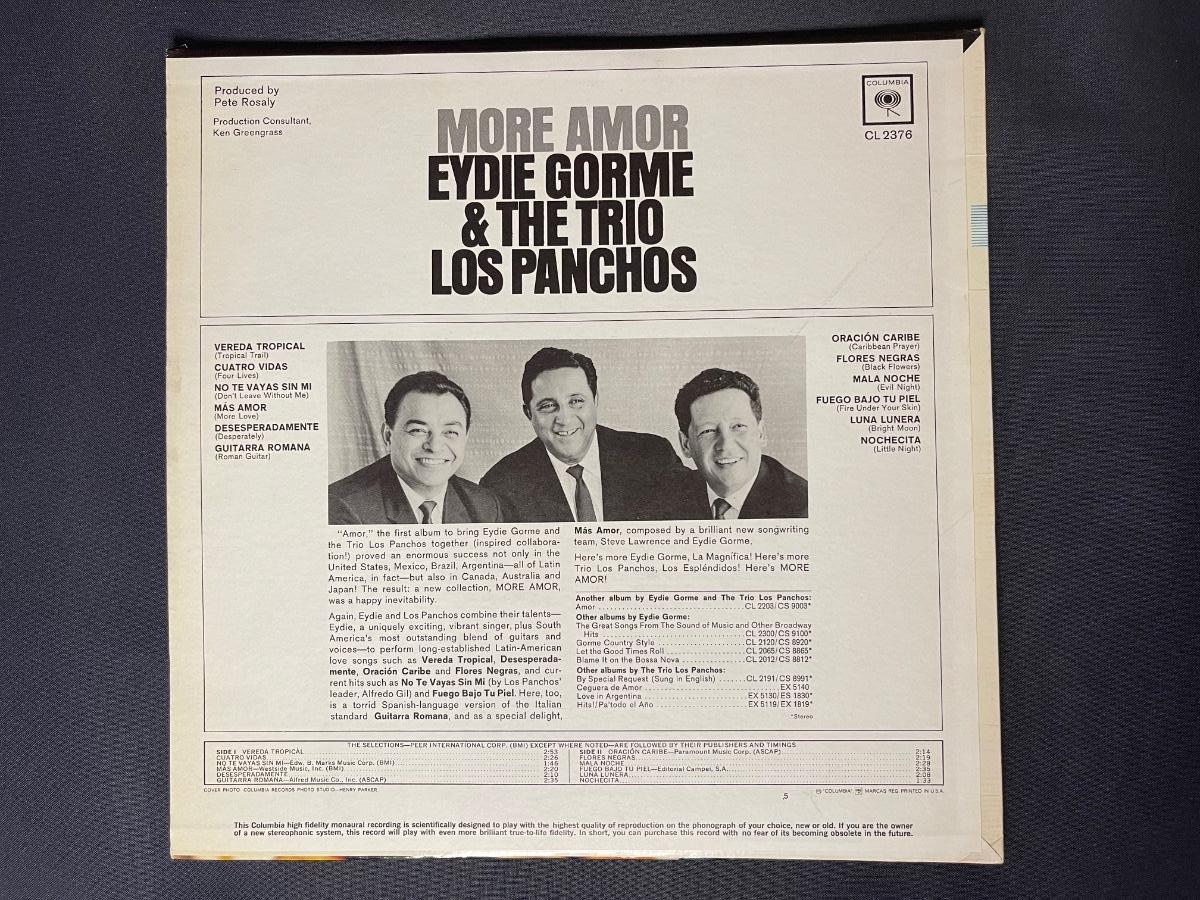 Produced by
Pete Rosaly
Production Consultant,
Ken Greengrass
MORE AMOR
EYDIE GORME
& THE TRIO
LOS PANCHOS
COLUMBIA
CL 2376
VEREDA TROPICAL
(Tropical Trail)
CUATRO VIDAS
(Four Lives)
NO TE VAYAS SIN MI
(Don't Leave Without Me)
MÁS AMOR
(More Love)
DESESPERADAMENTE
(Desperately)
GUITARRA ROMANA
(Roman Guitar)
ORACIÓN CARIBE
(Caribbean Prayer)
FLORES NEGRAS
(Black Flowers)
MALA NOCHE
(Evil Night)
FUEGO BAJO TU PIEL
(Fire Under Your Skin)
LUNA LUNERA
(Bright Moon)
NOCHECITA
(Little Night)
"Amor," the first album to bring Eydie Gorme and
the Trio Los Panchos together (inspired collabora-
tion!) proved an enormous success not only in the
United States, Mexico, Brazil, Argentina—all of Latin
America, in fact—but also in Canada, Australia and
Japan! The result: a new collection, MORE AMOR,
was a happy inevitability.
Again, Eydie and Los Panchos combine their talents—
Eydie, a uniquely exciting, vibrant singer, plus South
America's most outstanding blend of guitars and
voices—to perform long-established Latin-American
love songs such as Vereda Tropical, Desesperada-
mente, Oración Caribe and Flores Negras, and cur-
rent hits such as No Te Vayas Sin Mi (by Los Panchos'
leader, Alfredo Gil) and Fuego Bajo Tu Piel. Here, too,
is a torrid Spanish-language version of the Italian
standard Guitarra Romana, and as a special delight,
Más Amor, composed by a brilliant new songwriting
team, Steve Lawrence and Eydie Gorme.
Here's more Eydie Gorme, La Magnífica! Here's more
Trio Los Panchos, Los Espléndidos! Here's MORE
AMOR!
Another album by Eydie Gorme and The Trio Los Panchos:
Amor ........ CL 2203/CS 9003*
Other albums by Eydie Gorme:
The Great Songs From The Sound of Music and Other Broadway
Hits ........ CL 2300/CS 9100*
Gorme Country Style ........ CL 2120/CS 8920*
Let the Good Times Roll ........ CL 2065/CS 8865*
Blame It on the Bossa Nova ........ CL 2012/CS 8812*
Other albums by The Trio Los Panchos:
By Special Request (Sung in English) ....... CL 2191/CS 8991*
Ceguera de Amor ........ EX 5140
Love in Argentina ........ EX 5130/ES 1830*
Hits!/Pa'todo el Año ........ EX 5119/EX 1819*
*Stereo
THE SELECTIONS—PEER INTERNATIONAL CORP. (BMI) EXCEPT WHERE NOTED—ARE FOLLOWED BY THEIR PUBLISHERS AND TIMINGS
SIDE I VEREDA TROPICAL 2:53
CUATRO VIDAS 2:26
NO TE VAYAS SIN MI—Edw. B. Marks Music Corp. (BMI) 1:46
MÁS AMOR—Westside Music, Inc. (BMI) 2:20
DESESPERADAMENTE 2:10
GUITARRA ROMANA—Alfred Music Co., Inc. (ASCAP) 2:35
SIDE II ORACIÓN CARIBE—Paramount Music Corp. (ASCAP) 2:14
FLORES NEGRAS 2:19
MALA NOCHE 2:28
FUEGO BAJO TU PIEL—Editorial Campei, S.A. 2:35
LUNA LUNERA 2:08
NOCHECITA 1:33
COVER PHOTO: COLUMBIA RECORDS PHOTO STUDIO—HENRY PARKER
5
® "COLUMBIA", MARCAS REG. PRINTED IN U.S.A.
This Columbia high fidelity monaural recording is scientifically designed to play with the highest quality of reproduction on the phonograph of your choice, new or old. If you are the owner
of a new stereophonic system, this record will play with even more brilliant true-to-life fidelity. In short, you can purchase this record with no fear of its becoming obsolete in the future.